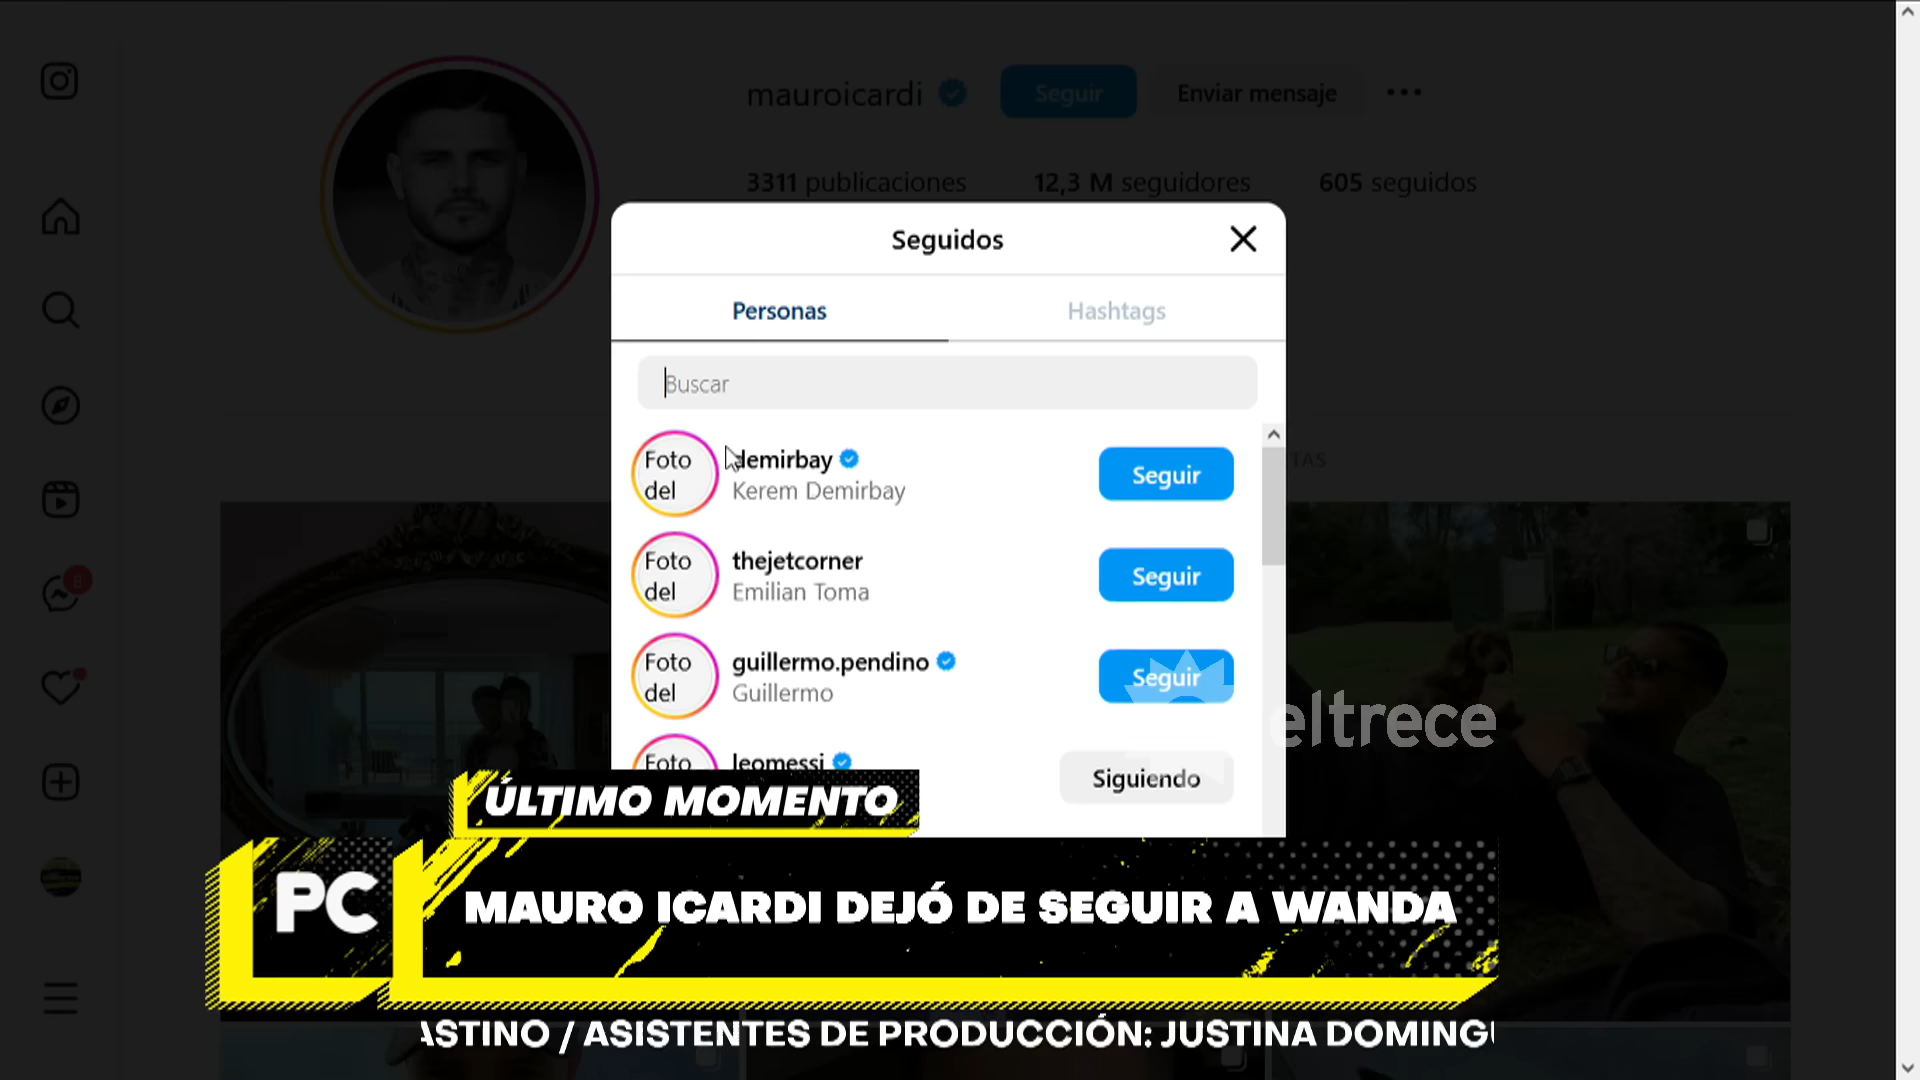 mauroicardi
Seguir
Enviar mensaje
3311 publicaciones
12,3 M seguidores
605 seguidos
Seguidos
Personas
Hashtags
Buscar
Foto
del
demirbay
Kerem Demirbay
Seguir
Foto
del
thejetcorner
Emilian Toma
Seguir
Foto
del
guillermo.pendino
Guillermo
Seguir
Foto
leomessi
Siguiendo
8
TAS
eltrece
ÚLTIMO MOMENTO
PC
MAURO ICARDI DEJÓ DE SEGUIR A WANDA
ASTINO / ASISTENTES DE PRODUCCIÓN: JUSTINA DOMING